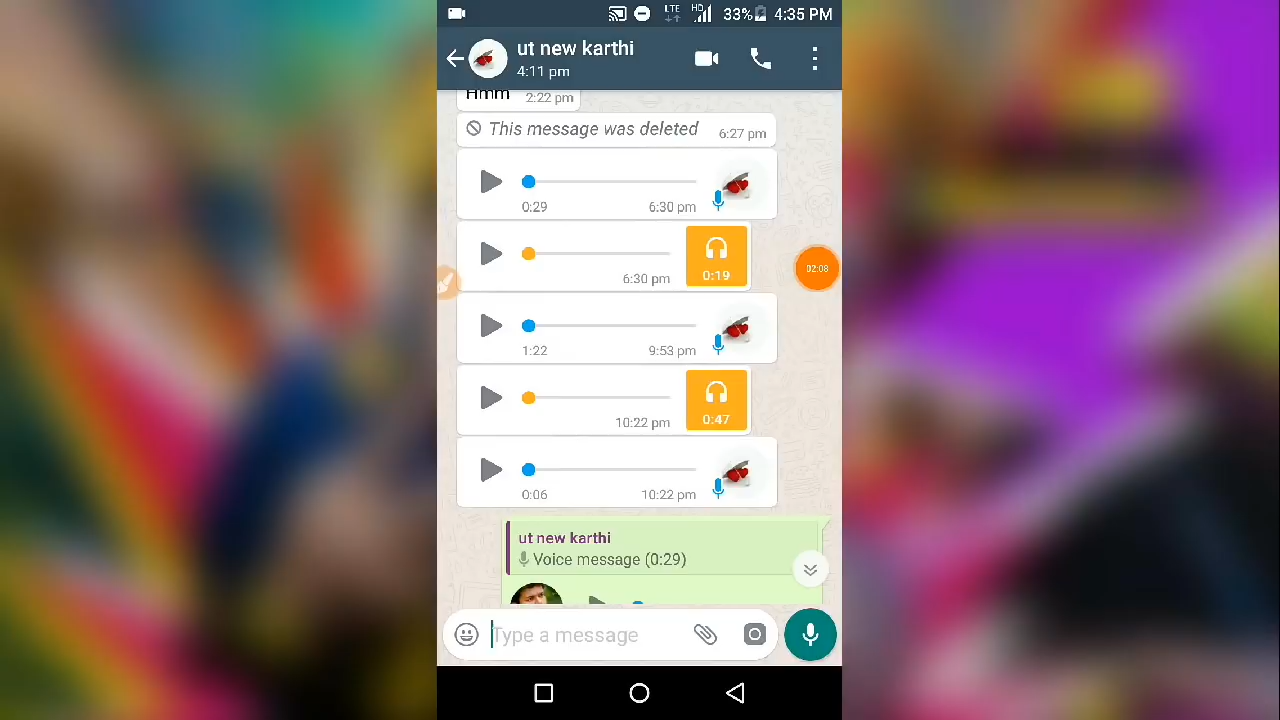 LTE HD 33% 4:35 PM
ut new karthi
4:11 pm
Hmm 2:22 pm
This message was deleted 6:27 pm
0:29 6:30 pm
6:30 pm 0:19
02:08
1:22 9:53 pm
10:22 pm 0:47
0:06 10:22 pm
ut new karthi
Voice message (0:29)
Type a message